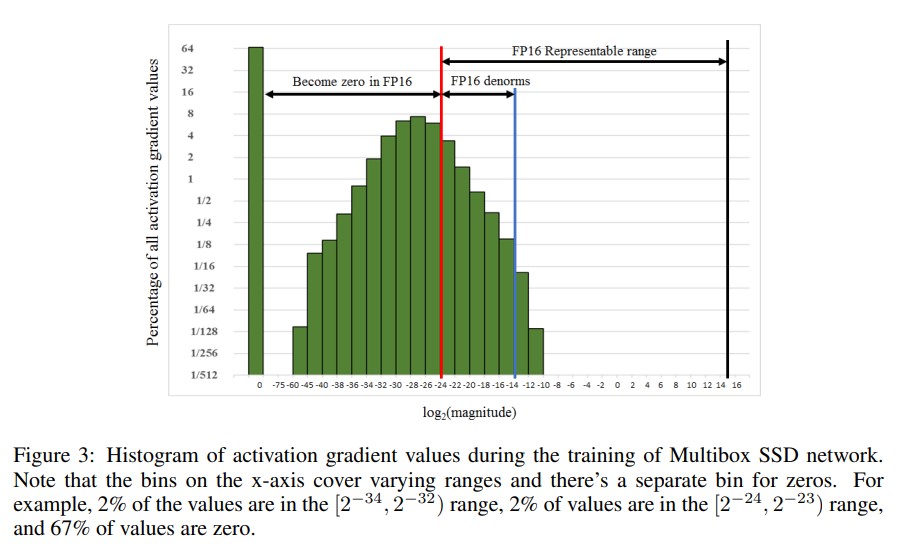 Percentage of all activation gradient values
64
32
16
8
4
2
1
1/2
1/4
1/8
1/16
1/32
1/64
1/128
1/256
1/512
FP16 Representable range
Become zero in FP16
FP16 denorms
0 -75 -60 -45 -40 -38 -36 -34 -32 -30 -28 -26 -24 -22 -20 -18 -16 -14 -12 -10 -8 -6 -4 -2 0 2 4 6 8 10 12 14 16
log₂(magnitude)
Figure 3: Histogram of activation gradient values during the training of Multibox SSD network.
Note that the bins on the x-axis cover varying ranges and there's a separate bin for zeros. For
example, 2% of the values are in the [2⁻³⁴, 2⁻³²) range, 2% of values are in the [2⁻²⁴, 2⁻²³) range,
and 67% of values are zero.